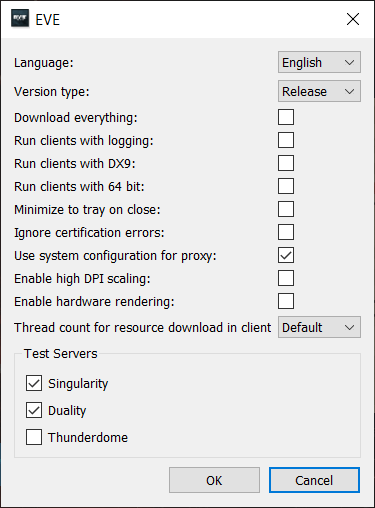 EVE
Language: English
Version type: Release
Download everything:
Run clients with logging:
Run clients with DX9:
Run clients with 64 bit:
Minimize to tray on close:
Ignore certification errors:
Use system configuration for proxy:
Enable high DPI scaling:
Enable hardware rendering:
Thread count for resource download in client Default
Test Servers
Singularity
Duality
Thunderdome
OK Cancel